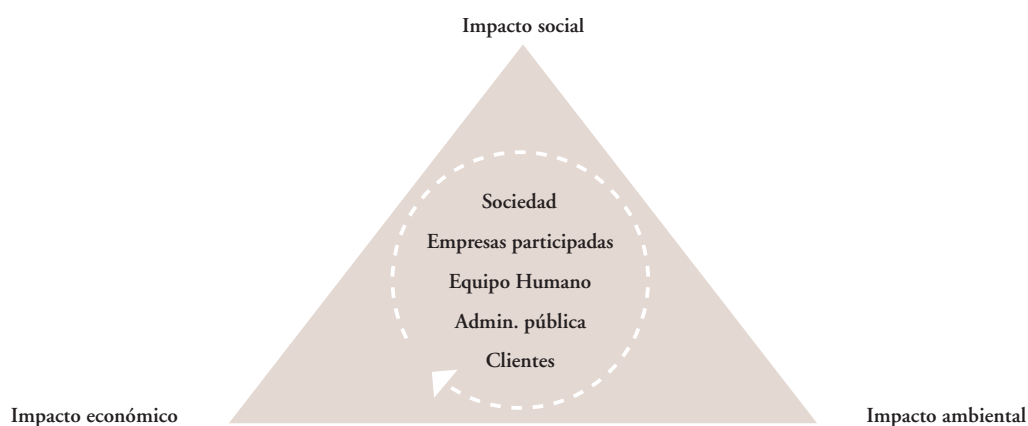 Impacto social
Sociedad
Empresas participadas
Equipo Humano
Admin. pública
Clientes
Impacto económico
Impacto ambiental